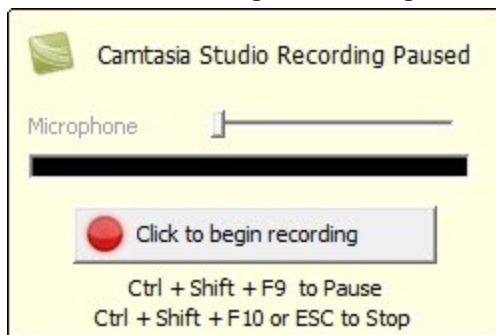 Camtasia Studio Recording Paused
Microphone
Click to begin recording
Ctrl + Shift + F9 to Pause
Ctrl + Shift + F10 or ESC to Stop